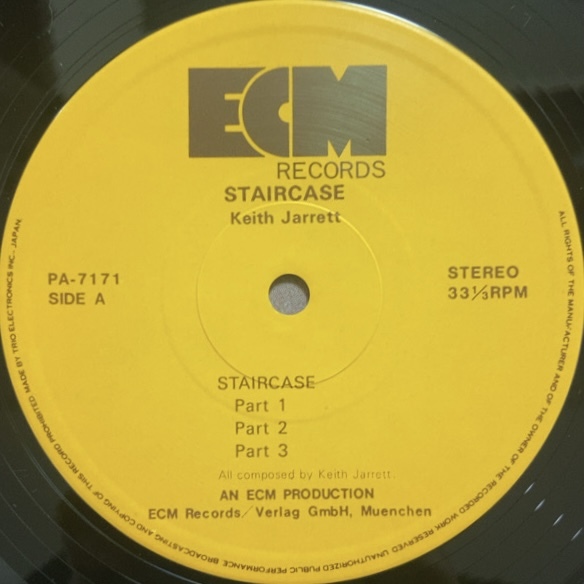 ECM
RECORDS
STAIRCASE
Keith Jarrett
PA-7171
SIDE A
STEREO
33⅓RPM
STAIRCASE
Part 1
Part 2
Part 3
All composed by Keith Jarrett.
AN ECM PRODUCTION
ECM Records/Verlag GmbH, Muenchen
ALL RIGHTS OF THE MANUFACTURER AND OF THE OWNER OF THE RECORDED WORK RESERVED UNAUTHORIZED PUBLIC PERFORMANCE BROADCASTING AND COPYING OF THIS RECORD PROHIBITED MADE BY TRIO ELECTRONICS INC. JAPAN